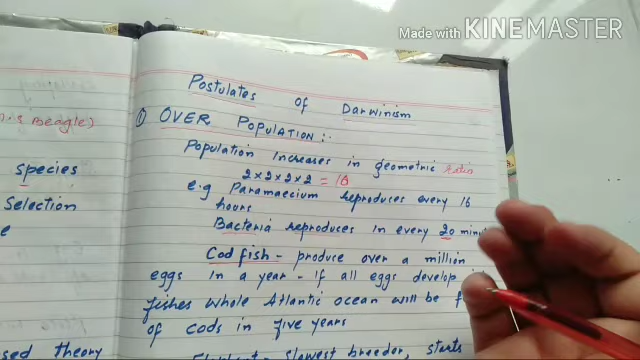 Made with KINEMASTER
Postulates of Darwinism
. S Beagle)
① OVER POPULATION :-
Population increases in geometric ratio
species
2×2×2×2 = 16
e.g Paramaecium reproduces every 16
Selection
hours
Bacteria reproduces in every 20
Cod fish - produce over a million
eggs in a year - if all eggs develop
fishes whole Atlantic ocean will be
of cods in five years
sed theory
slowest breeder, starts